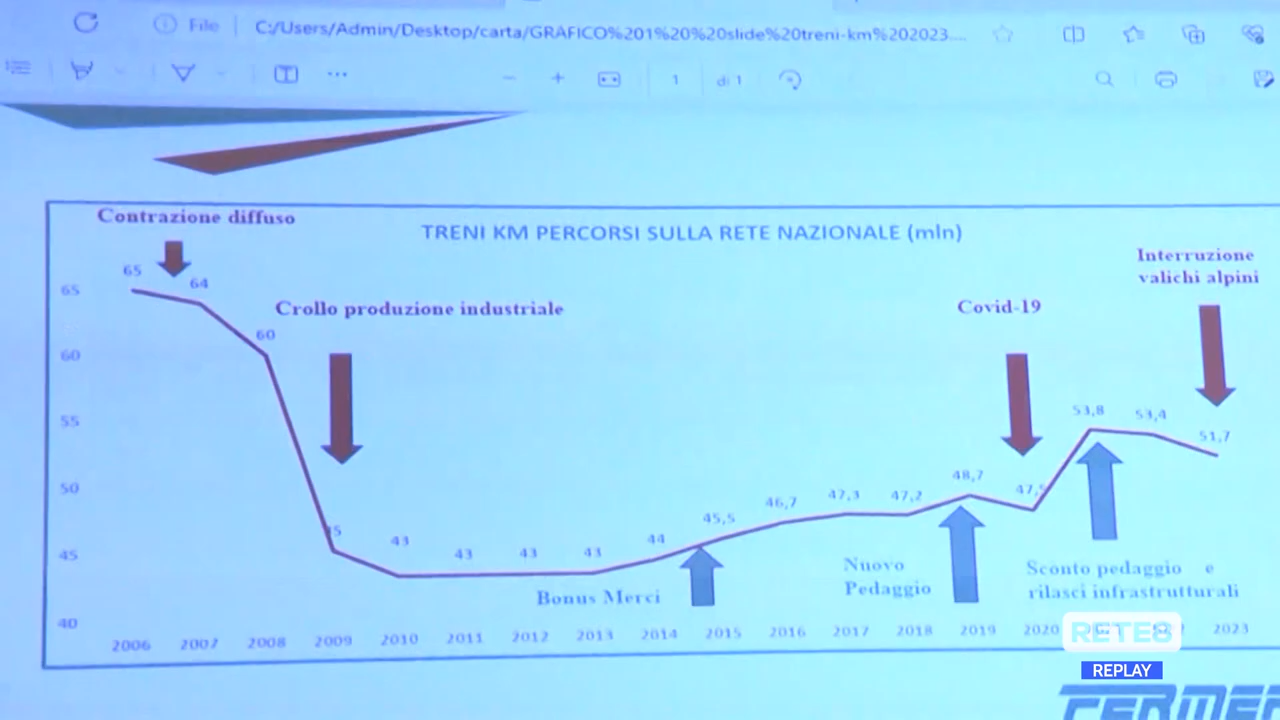 File
C:/Users/Admin/Desktop/carta/GRAFICO%201%20%20slide%20treni-km%202023....
1 di 1
TRENI KM PERCORSI SULLA RETE NAZIONALE (mln)
Contrazione diffuso
Crollo produzione industriale
Covid-19
Interruzione
valichi alpini
65
60
55
50
45
40
65
64
60
43
43
43
43
44
45,5
46,7
47,3
47,2
48,7
53,8
53,4
51,7
Bonus Merci
Nuovo
Pedaggio
Sconto pedaggio e
rilasci infrastrutturali
2006 2007 2008 2009 2010 2011 2012 2013 2014 2015 2016 2017 2018 2019 2020 2023
RETE8
REPLAY